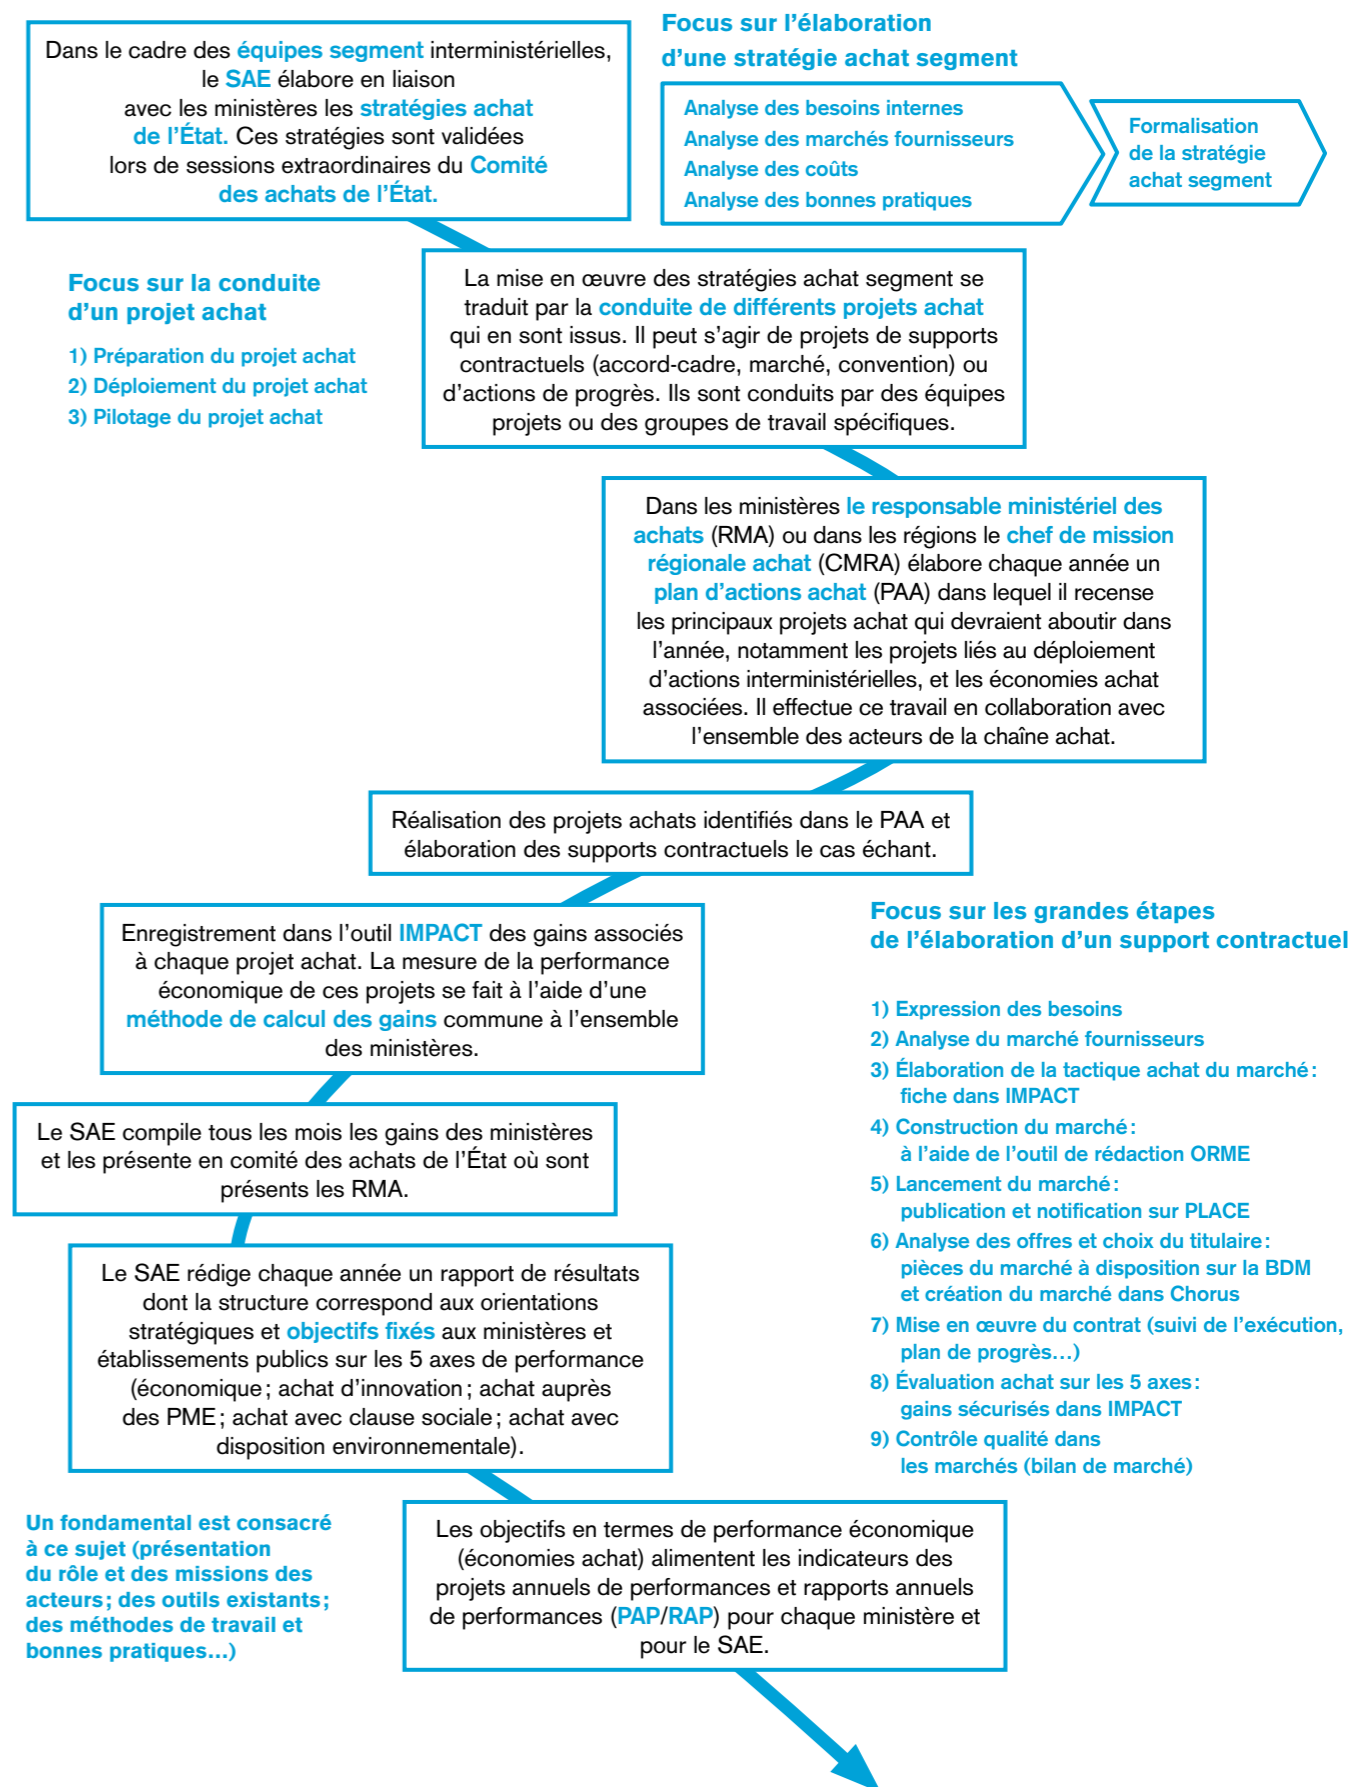 Dans le cadre des équipes segment interministérielles,
le SAE élabore en liaison
avec les ministères les stratégies achat
de l’État. Ces stratégies sont validées
lors de sessions extraordinaires du Comité
des achats de l’État.
Focus sur l’élaboration
d’une stratégie achat segment
Analyse des besoins internes
Analyse des marchés fournisseurs
Analyse des coûts
Analyse des bonnes pratiques
Formalisation
de la stratégie
achat segment
Focus sur la conduite
d’un projet achat
1) Préparation du projet achat
2) Déploiement du projet achat
3) Pilotage du projet achat
La mise en œuvre des stratégies achat segment se
traduit par la conduite de différents projets achat
qui en sont issus. Il peut s’agir de projets de supports
contractuels (accord-cadre, marché, convention) ou
d’actions de progrès. Ils sont conduits par des équipes
projets ou des groupes de travail spécifiques.
Dans les ministères le responsable ministériel des
achats (RMA) ou dans les régions le chef de mission
régionale achat (CMRA) élabore chaque année un
plan d’actions achat (PAA) dans lequel il recense
les principaux projets achat qui devraient aboutir dans
l’année, notamment les projets liés au déploiement
d’actions interministérielles, et les économies achat
associées. Il effectue ce travail en collaboration avec
l’ensemble des acteurs de la chaîne achat.
Réalisation des projets achats identifiés dans le PAA et
élaboration des supports contractuels le cas échant.
Enregistrement dans l’outil IMPACT des gains associés
à chaque projet achat. La mesure de la performance
économique de ces projets se fait à l’aide d’une
méthode de calcul des gains commune à l’ensemble
des ministères.
Le SAE compile tous les mois les gains des ministères
et les présente en comité des achats de l’État où sont
présents les RMA.
Le SAE rédige chaque année un rapport de résultats
dont la structure correspond aux orientations
stratégiques et objectifs fixés aux ministères et
établissements publics sur les 5 axes de performance
(économique ; achat d’innovation ; achat auprès
des PME ; achat avec clause sociale ; achat avec
disposition environnementale).
Focus sur les grandes étapes
de l’élaboration d’un support contractuel
1) Expression des besoins
2) Analyse du marché fournisseurs
3) Élaboration de la tactique achat du marché :
fiche dans IMPACT
4) Construction du marché :
à l’aide de l’outil de rédaction ORME
5) Lancement du marché :
publication et notification sur PLACE
6) Analyse des offres et choix du titulaire :
pièces du marché à disposition sur la BDM
et création du marché dans Chorus
7) Mise en œuvre du contrat (suivi de l’exécution,
plan de progrès…)
8) Évaluation achat sur les 5 axes :
gains sécurisés dans IMPACT
9) Contrôle qualité dans
les marchés (bilan de marché)
Un fondamental est consacré
à ce sujet (présentation
du rôle et des missions des
acteurs ; des outils existants ;
des méthodes de travail et
bonnes pratiques…)
Les objectifs en termes de performance économique
(économies achat) alimentent les indicateurs des
projets annuels de performances et rapports annuels
de performances (PAP/RAP) pour chaque ministère et
pour le SAE.